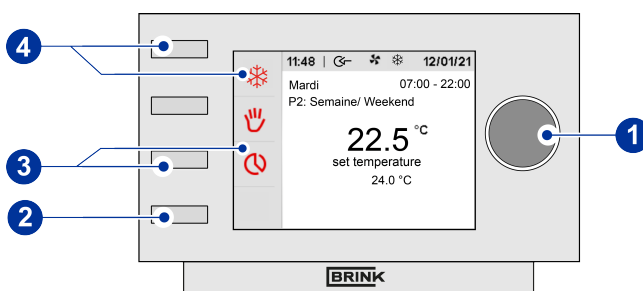 4
11:48 | 12/01/21
Mardi 07:00 - 22:00
P2: Semaine/ Weekend
22.5 °C
set temperature
24.0 °C
1
3
2
BRINK